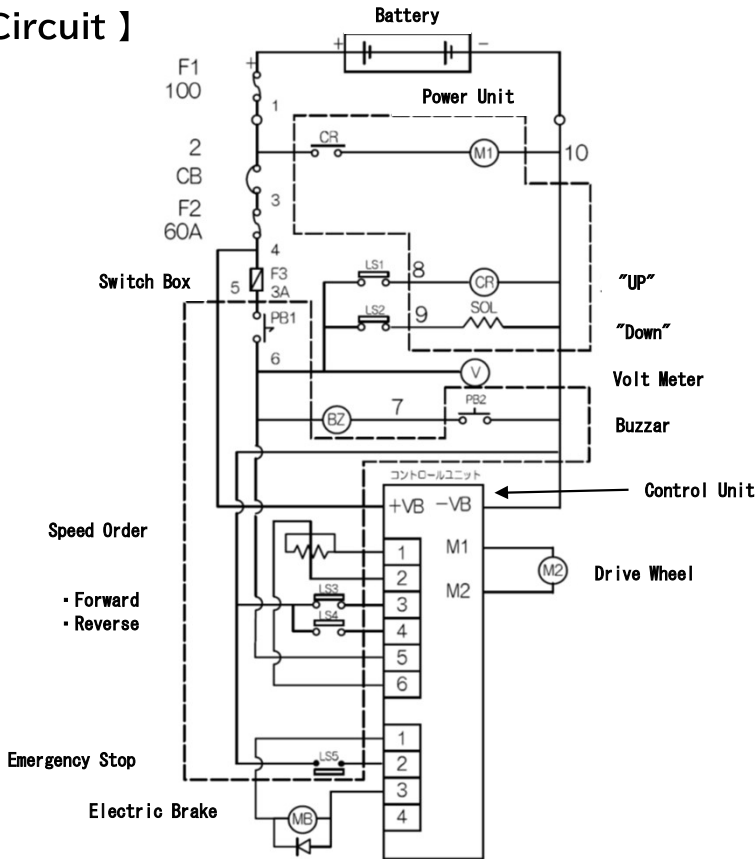 Circuit 】
Battery
+ -
F1
+
100
1
Power Unit
2
CR
M1
10
CB
3
F2
60A
4
Switch Box
5
F3
3A
LS1
8
CR
"UP"
PB1
LS2
9
SOL
"Down"
6
V
Volt Meter
BZ
7
PB2
Buzzar
コントロールユニット
Control Unit
+VB -VB
Speed Order
1
M1
2
M2
M2
Drive Wheel
・Forward
LS3
3
・Reverse
LS4
4
5
6
1
Emergency Stop
LS5
2
Electric Brake
3
MB
4